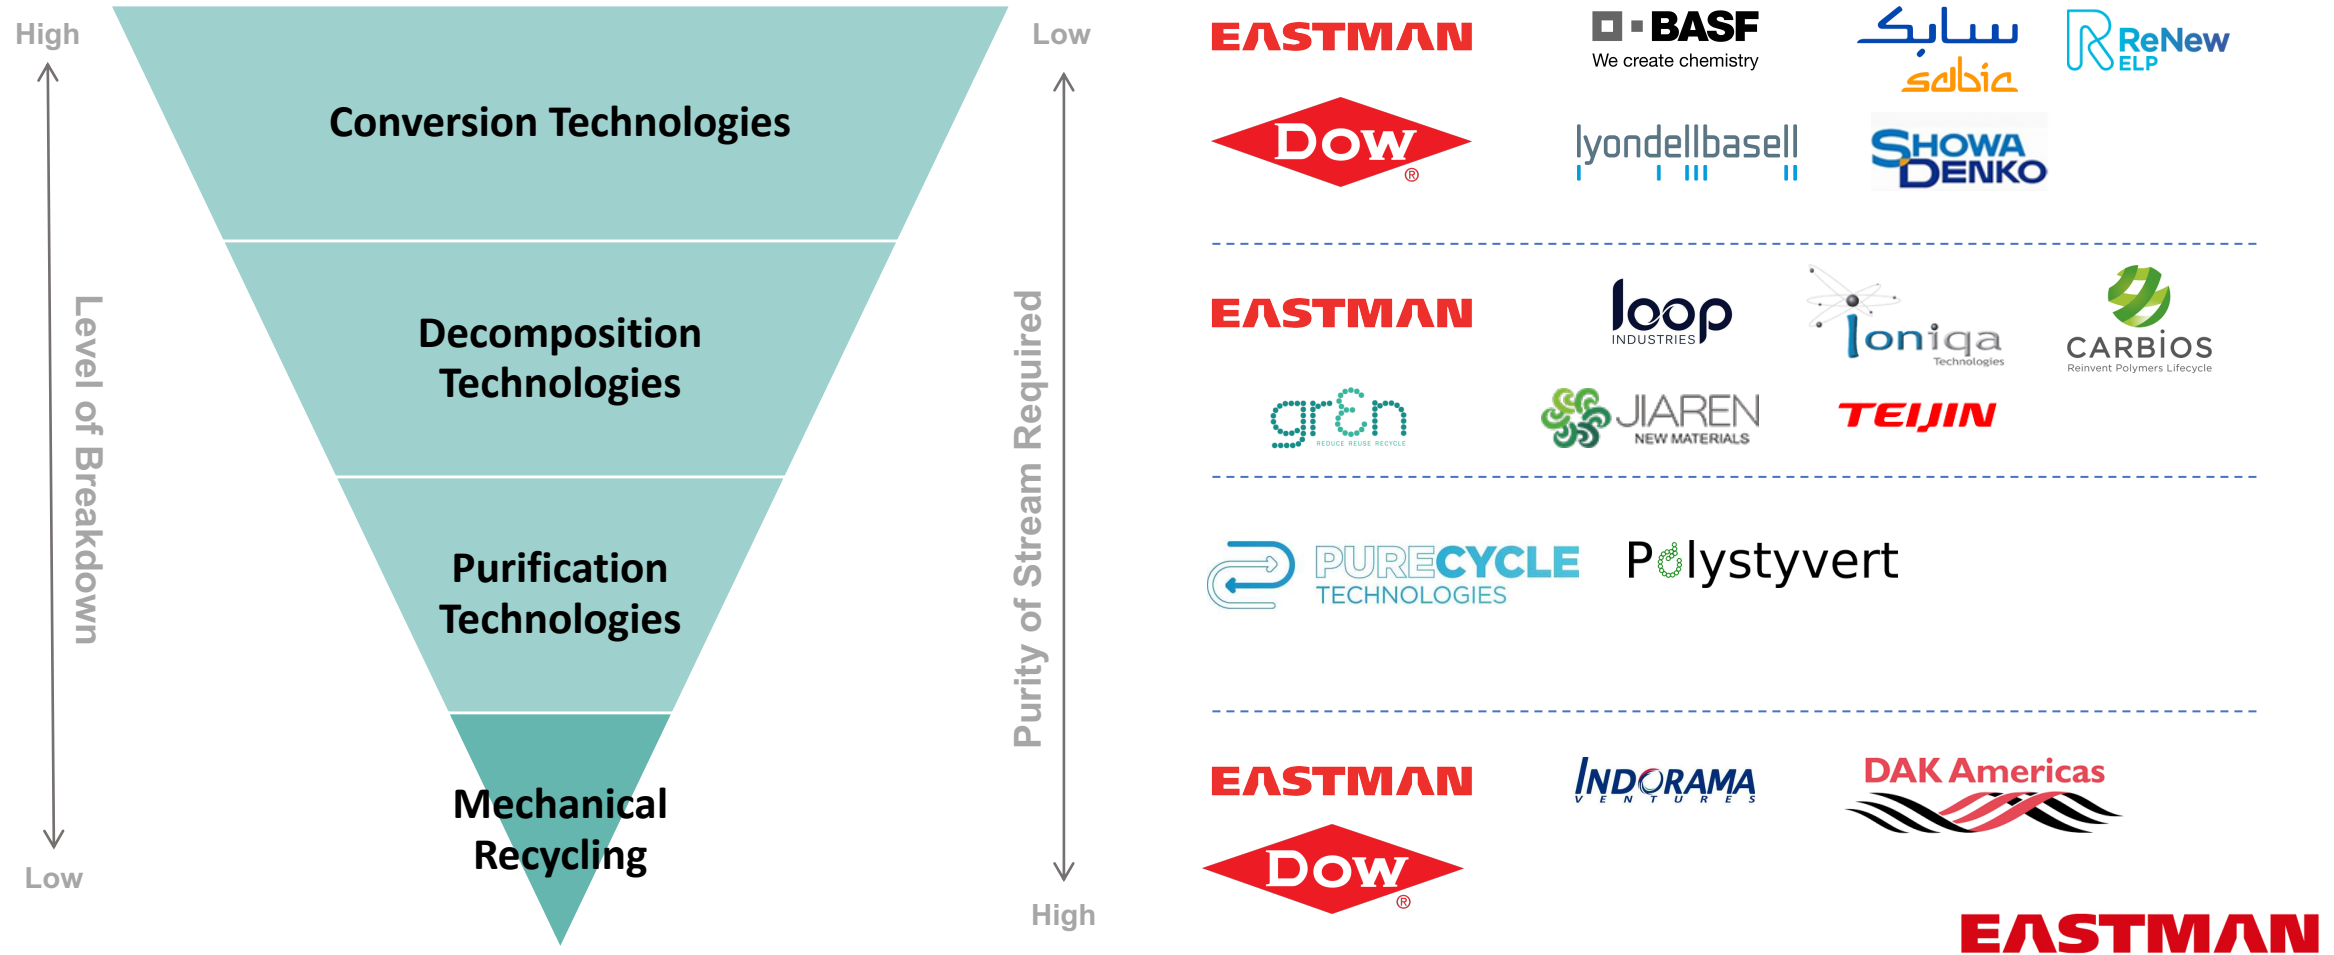 High
Low
Level of Breakdown
Conversion Technologies
Decomposition
Technologies
Purification
Technologies
Mechanical
Recycling
Low
High
Purity of Stream Required
EASTMAN
BASF
We create chemistry
سابك
sabic
ReNew
ELP
Dow
®
lyondellbasell
SHOWA
DENKO
EASTMAN
loop
INDUSTRIES
Ioniqa
Technologies
CARBIOS
Reinvent Polymers Lifecycle
gr3n
REDUCE REUSE RECYCLE
JIAREN
NEW MATERIALS
TEIJIN
PURECYCLE
TECHNOLOGIES
Polystyvert
EASTMAN
INDORAMA
VENTURES
DAK Americas
Dow
®
EASTMAN